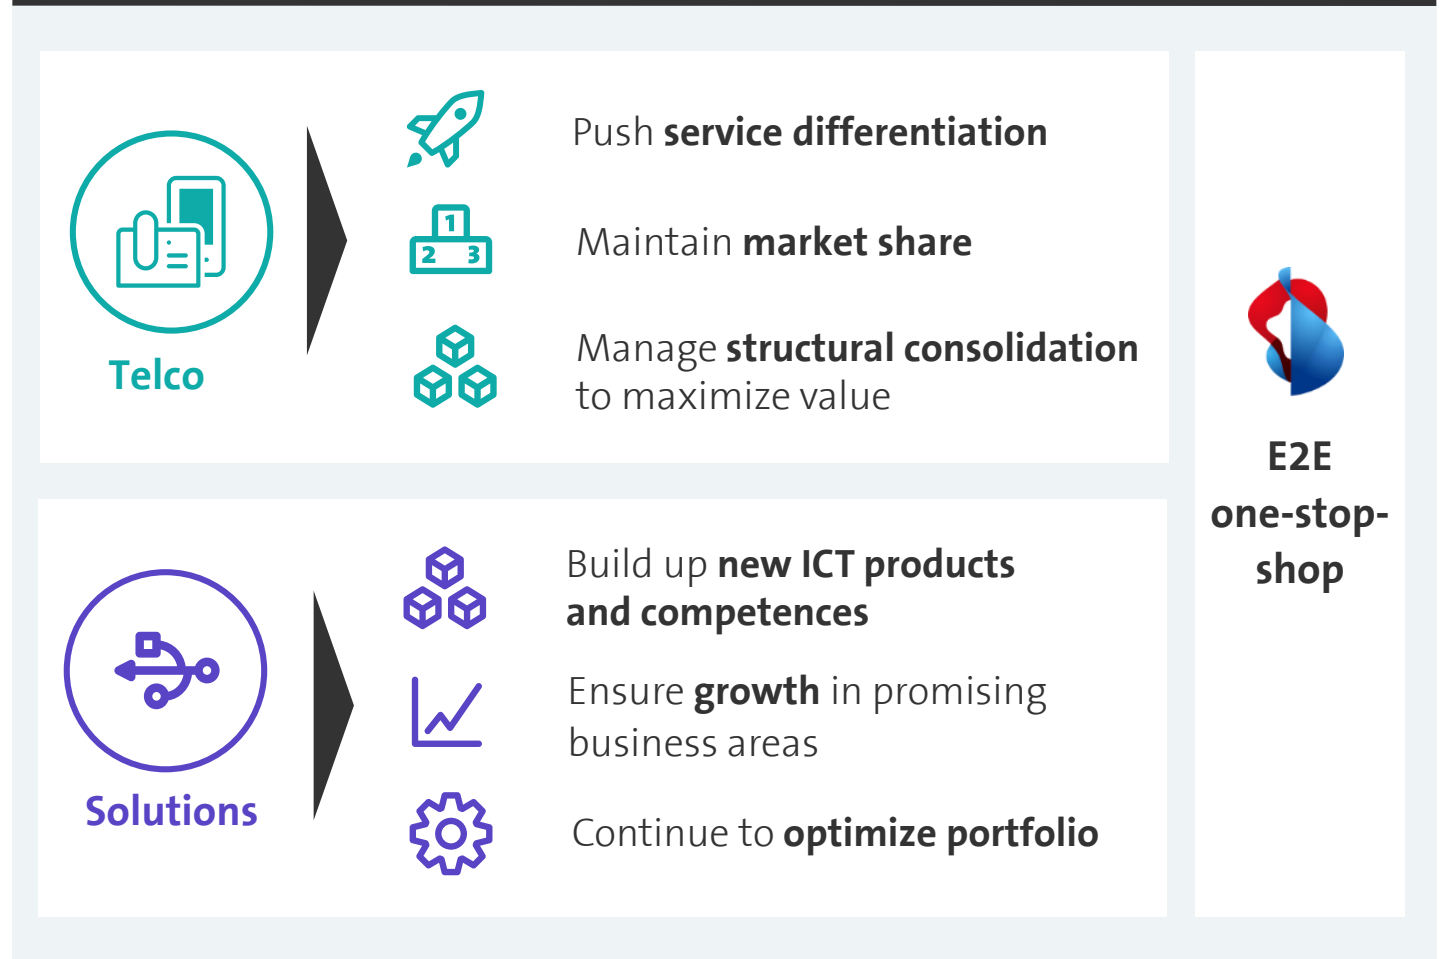 Push service differentiation
1
2 3
Maintain market share
Manage structural consolidation
to maximize value
Telco
Build up new ICT products
and competences
Ensure growth in promising
business areas
Solutions
Continue to optimize portfolio
E2E
one-stop-
shop